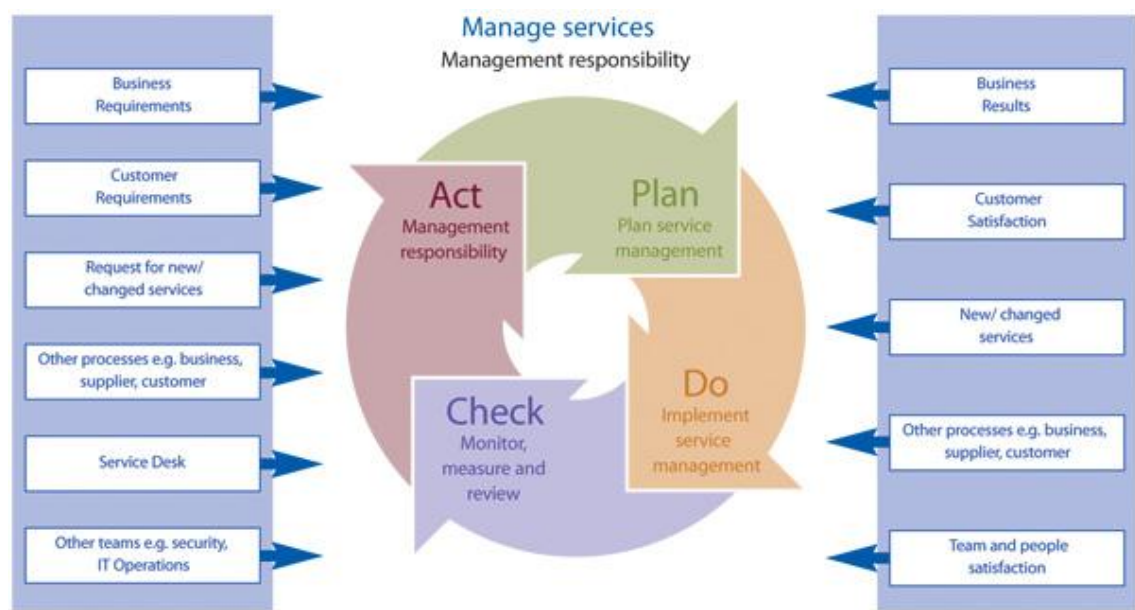 Manage services
Management responsibility
Business
Requirements
Customer
Requirements
Request for new/
changed services
Other processes e.g. business,
supplier, customer
Service Desk
Other teams e.g. security,
IT Operations
Act
Management
responsibility
Plan
Plan service
management
Check
Monitor,
measure and
review
Do
Implement
service
management
Business
Results
Customer
Satisfaction
New/ changed
services
Other processes e.g. business,
supplier, customer
Team and people
satisfaction